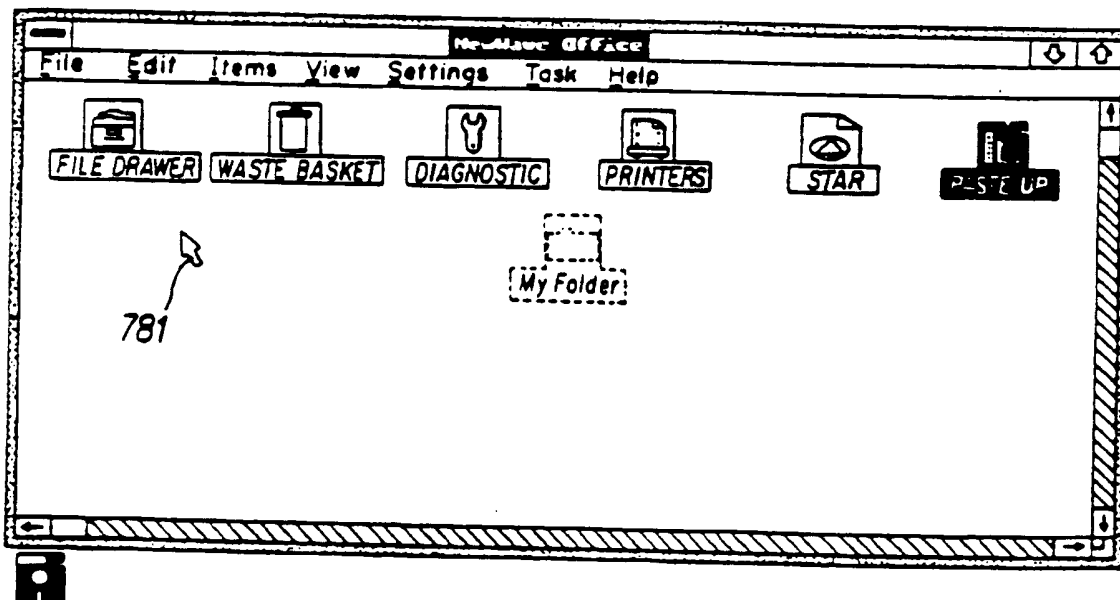 NewWave Office
File Edit Items View Settings Task Help
FILE DRAWER WASTE BASKET DIAGNOSTIC PRINTERS STAR PASTE UP
My Folder
781